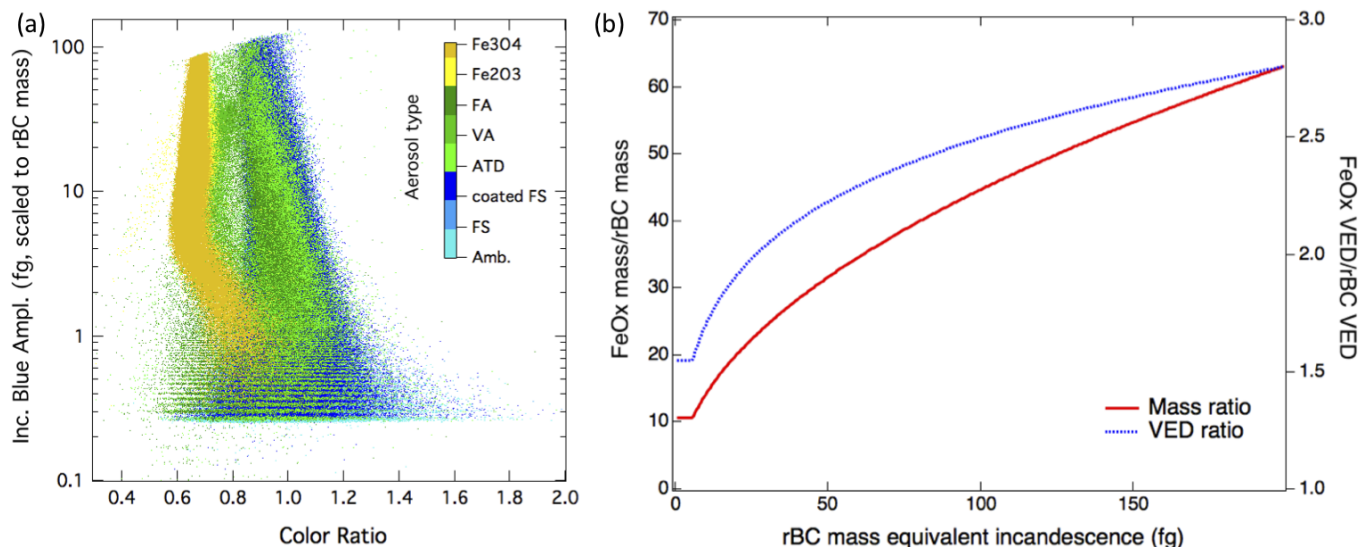 (a)
Inc. Blue Ampl. (fg, scaled to rBC mass)
100
10
1
0.1
0.4
0.6
0.8
1.0
1.2
1.4
1.6
1.8
2.0
Color Ratio
Aerosol type
Fe3O4
Fe2O3
FA
VA
ATD
coated FS
FS
Amb.
(b)
FeOx mass/rBC mass
70
60
50
40
30
20
10
0
0
50
100
150
rBC mass equivalent incandescence (fg)
3.0
2.5
2.0
1.5
1.0
FeOx VED/rBC VED
Mass ratio
VED ratio